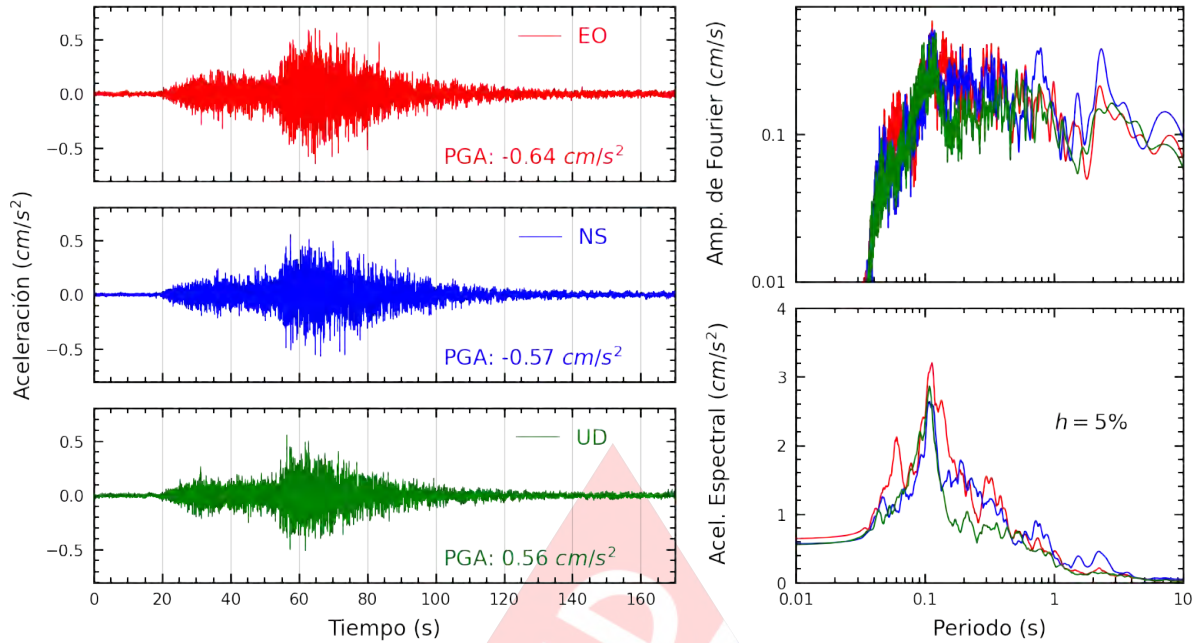 Aceleración (cm/s²)
0.5
0.0
−0.5
EO
PGA: -0.64 cm/s²
0.5
0.0
−0.5
NS
PGA: -0.57 cm/s²
0.5
0.0
−0.5
UD
PGA: 0.56 cm/s²
0 20 40 60 80 100 120 140 160
Tiempo (s)
Amp. de Fourier (cm/s)
0.1
0.01
Acel. Espectral (cm/s²)
4
3
2
1
0
h = 5%
0.01 0.1 1 10
Periodo (s)